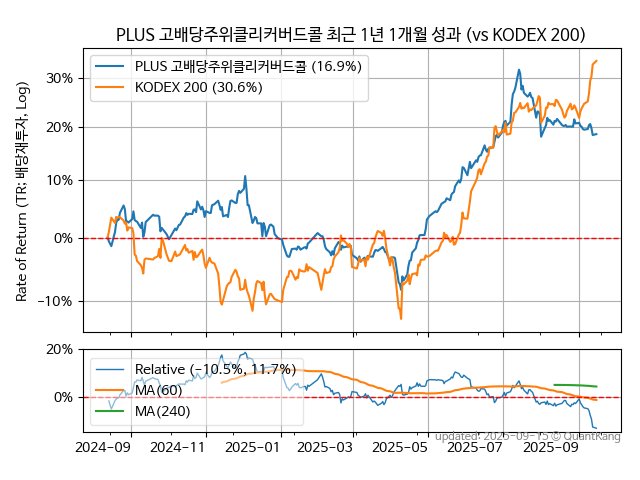 PLUS 고배당주위클리커버드콜 최근 1년 1개월 성과 (vs KODEX 200)
Rate of Return (TR: 배당재투자, Log)
PLUS 고배당주위클리커버드콜 (16.9%)
KODEX 200 (30.6%)
30%
20%
10%
0%
−10%
20%
0%
Relative (−10.5%, 11.7%)
MA(60)
MA(240)
2024-09 2024-11 2025-01 2025-03 2025-05 2025-07 2025-09
updated: 2025-09-15 © QuantKang